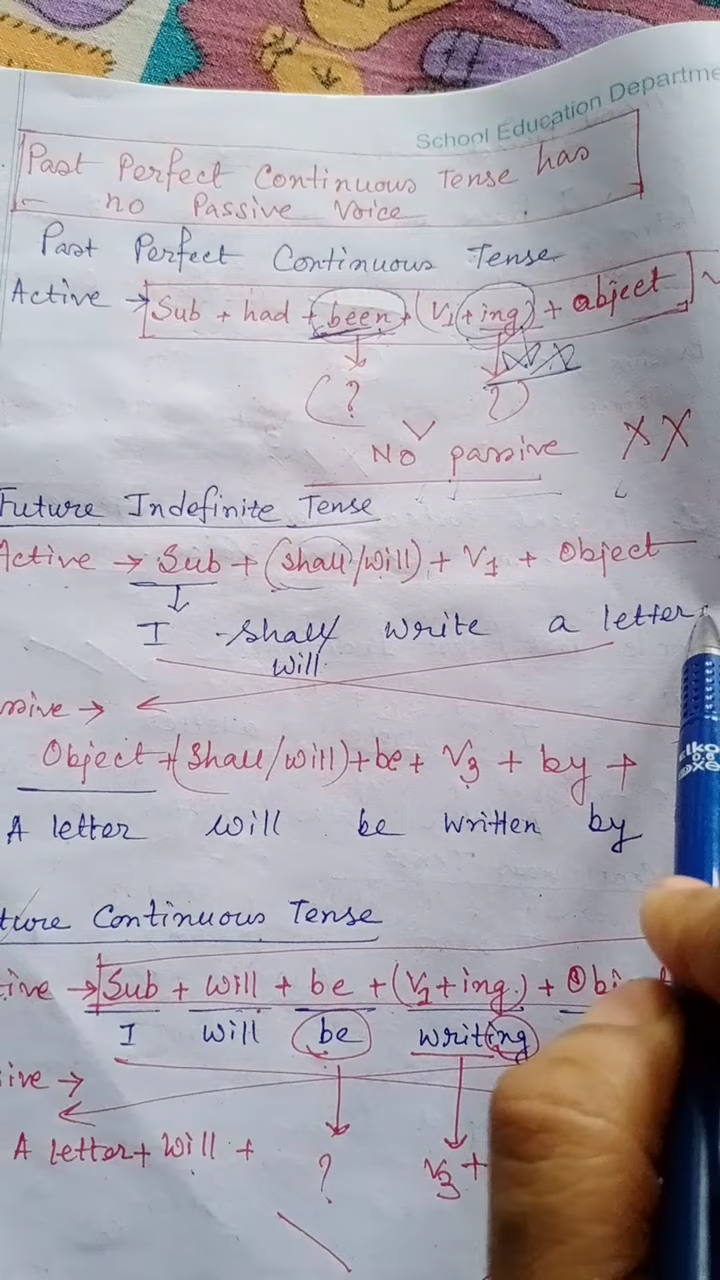 School Education Departme
Past Perfect Continuous Tense has
no Passive Voice
Past Perfect Continuous Tense
Active → Sub + had + been + (V1 + ing) + object
(? ?)
No passive XX
Future Indefinite Tense
Active → Sub + (shall/will) + V1 + Object
I shall write a letter
will
ssive →
Object + (shall/will) + be + V3 + by +
A letter will be written by
ture Continuous Tense
ive → Sub + will + be + (V1 + ing) + Obj
I will be writing
ive →
A letter + will +
? V3 +